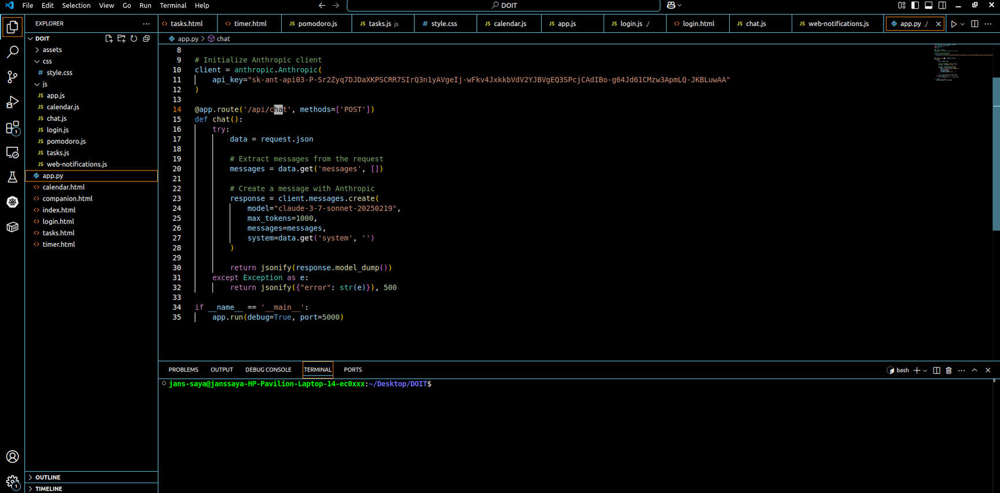 File Edit Selection View Go Run Terminal Help
DOIT
EXPLORER
tasks.html
timer.html
pomodoro.js
tasks.js js
style.css
calendar.js
app.js
login.js ./
login.html
chat.js
web-notifications.js
app.py ./
DOIT
assets
css
style.css
js
app.js
calendar.js
chat.js
login.js
pomodoro.js
tasks.js
web-notifications.js
app.py
calendar.html
companion.html
index.html
login.html
tasks.html
timer.html
OUTLINE
TIMELINE
app.py > chat
8
9 # Initialize Anthropic client
10 client = anthropic.Anthropic(
11 api_key=
12 )
13
14 @app.route('/api/chat', methods=['POST'])
15 def chat():
16 try:
17 data = request.json
18
19 # Extract messages from the request
20 messages = data.get('messages', [])
21
22 # Create a message with Anthropic
23 response = client.messages.create(
24 model="claude-3-7-sonnet-20250219",
25 max_tokens=1000,
26 messages=messages,
27 system=data.get('system', '')
28 )
29
30 return jsonify(response.model_dump())
31 except Exception as e:
32 return jsonify({"error": str(e)}), 500
33
34 if __name__ == '__main__':
35 app.run(debug=True, port=5000)
PROBLEMS OUTPUT DEBUG CONSOLE TERMINAL PORTS
bash
jans-saya@janssaya-HP-Pavilion-Laptop-14-ec0xxx:~/Desktop/DOIT$
1
1